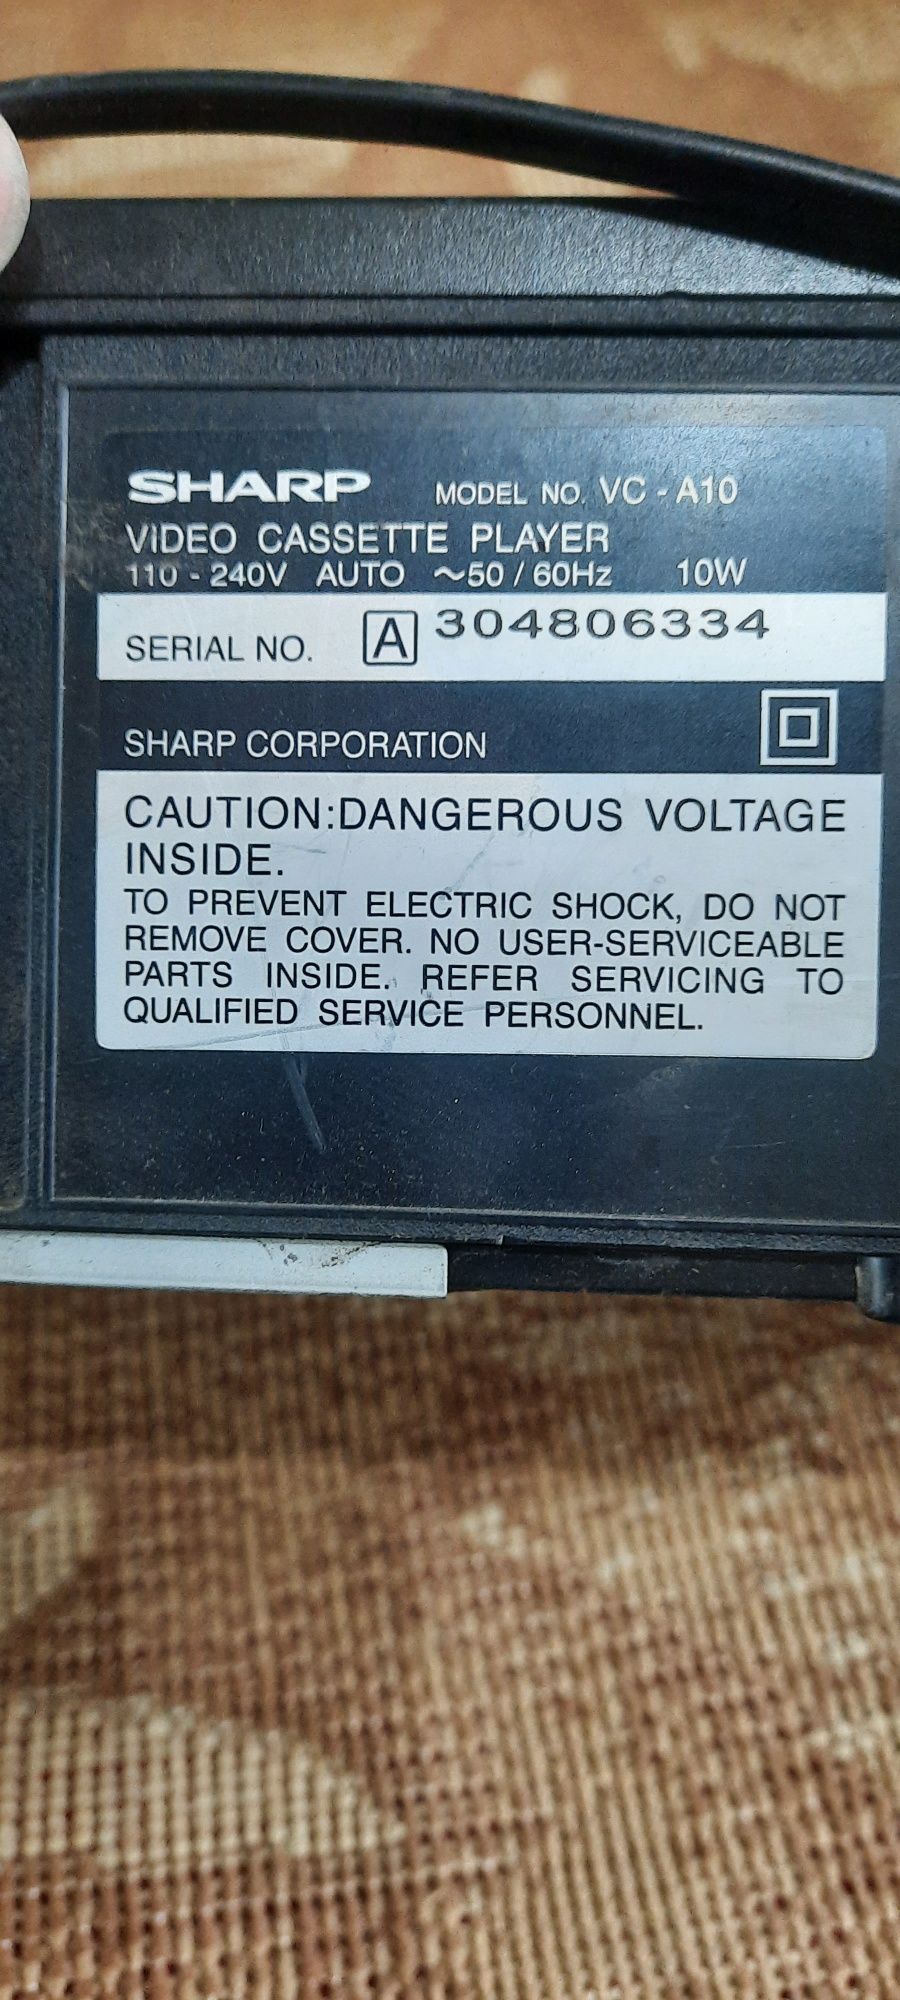 SHARP MODEL NO. VC - A10
VIDEO CASSETTE PLAYER
110 - 240V AUTO ~50 / 60Hz 10W
SERIAL NO. A 304806334
SHARP CORPORATION
CAUTION:DANGEROUS VOLTAGE
INSIDE.
TO PREVENT ELECTRIC SHOCK, DO NOT
REMOVE COVER. NO USER-SERVICEABLE
PARTS INSIDE. REFER SERVICING TO
QUALIFIED SERVICE PERSONNEL.